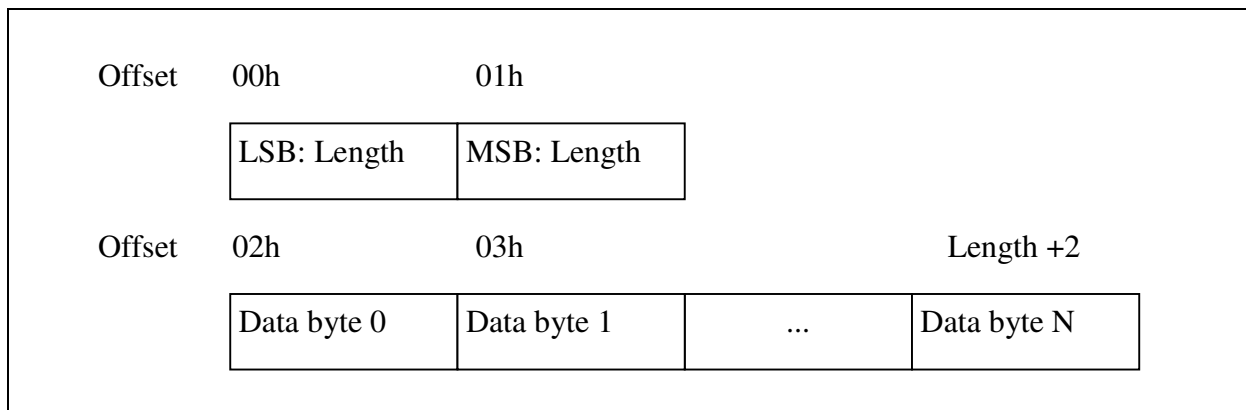 Offset 00h 01h
LSB: Length MSB: Length
Offset 02h 03h Length +2
Data byte 0 Data byte 1 ... Data byte N